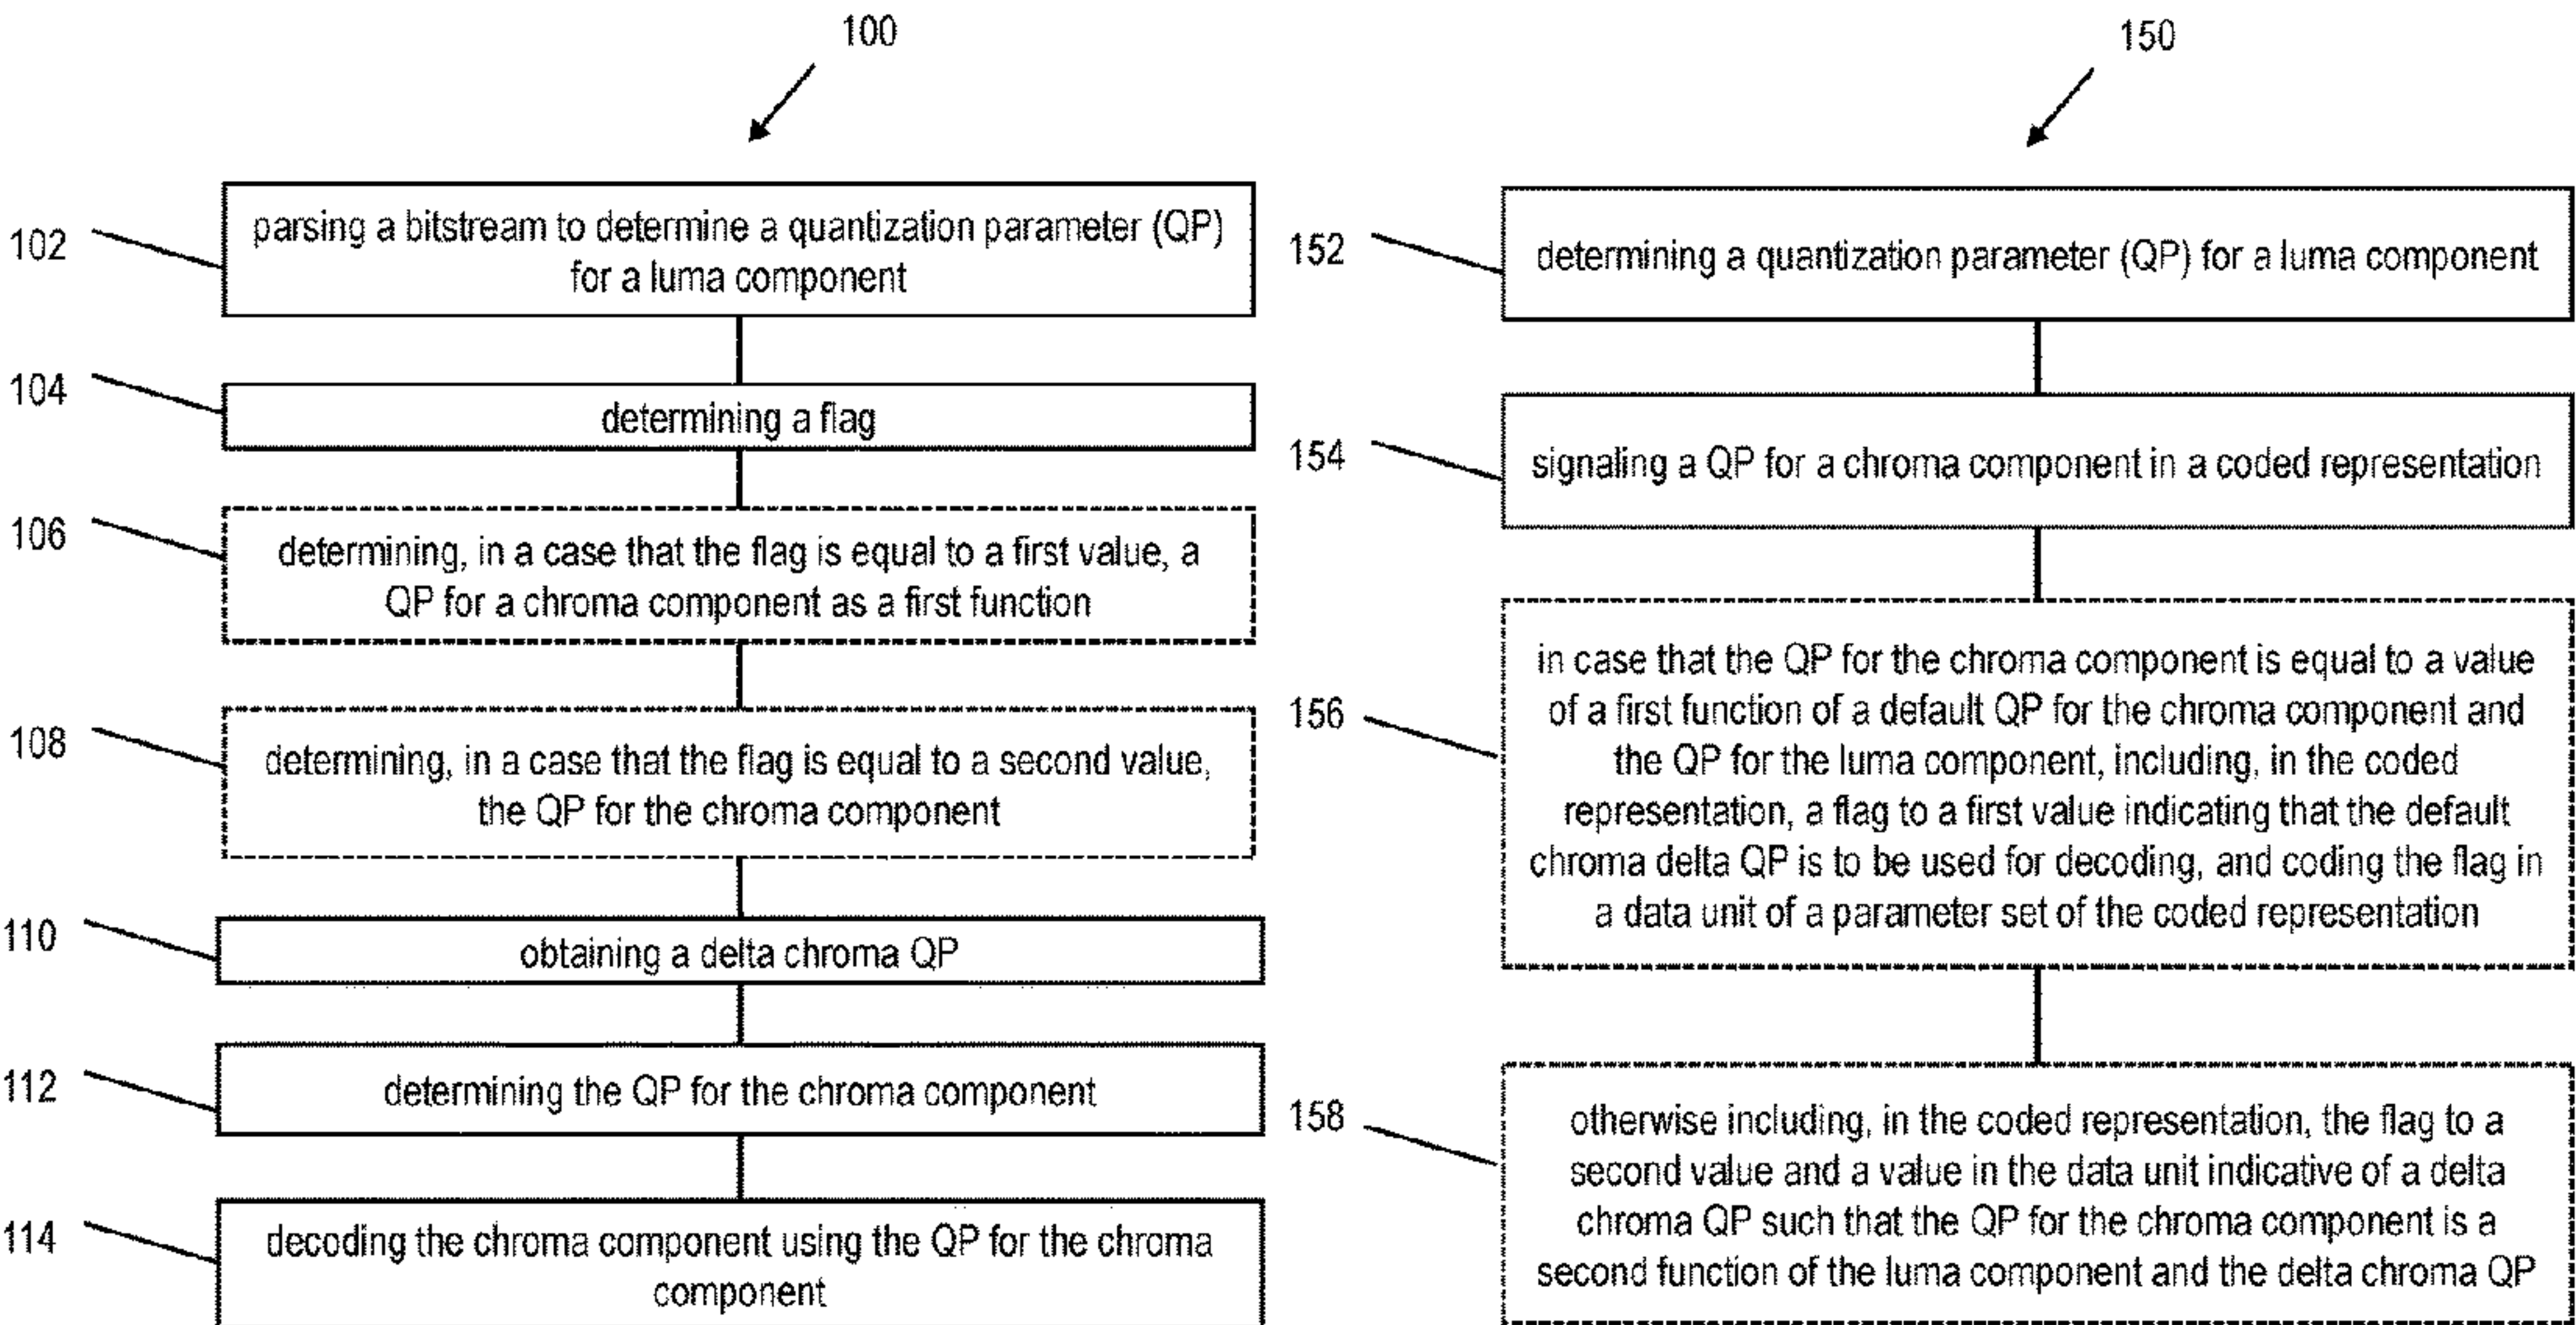 100
102
parsing a bitstream to determine a quantization parameter (QP)
for a luma component
104
determining a flag
106
determining, in a case that the flag is equal to a first value, a
QP for a chroma component as a first function
108
determining, in a case that the flag is equal to a second value,
the QP for the chroma component
110
obtaining a delta chroma QP
112
determining the QP for the chroma component
114
decoding the chroma component using the QP for the chroma
component
150
152
determining a quantization parameter (QP) for a luma component
154
signaling a QP for a chroma component in a coded representation
156
in case that the QP for the chroma component is equal to a value
of a first function of a default QP for the chroma component and
the QP for the luma component, including, in the coded
representation, a flag to a first value indicating that the default
chroma delta QP is to be used for decoding, and coding the flag in
a data unit of a parameter set of the coded representation
158
otherwise including, in the coded representation, the flag to a
second value and a value in the data unit indicative of a delta
chroma QP such that the QP for the chroma component is a
second function of the luma component and the delta chroma QP